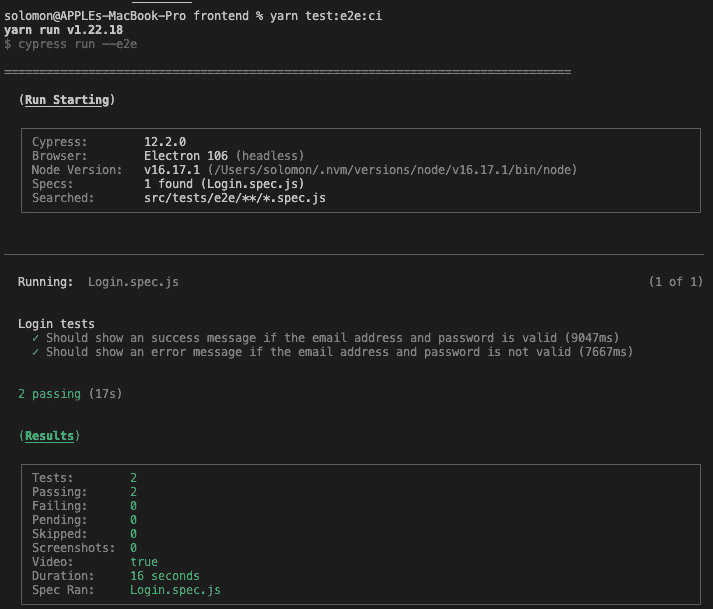 solomon@APPLEs-MacBook-Pro frontend % yarn test:e2e:ci
yarn run v1.22.18
$ cypress run --e2e
(Run Starting)
Cypress: 12.2.0
Browser: Electron 106 (headless)
Node Version: v16.17.1 (/Users/solomon/.nvm/versions/node/v16.17.1/bin/node)
Specs: 1 found (Login.spec.js)
Searched: src/tests/e2e/**/*.spec.js
Running: Login.spec.js (1 of 1)
Login tests
✓ Should show an success message if the email address and password is valid (9047ms)
✓ Should show an error message if the email address and password is not valid (7667ms)
2 passing (17s)
(Results)
Tests: 2
Passing: 2
Failing: 0
Pending: 0
Skipped: 0
Screenshots: 0
Video: true
Duration: 16 seconds
Spec Ran: Login.spec.js